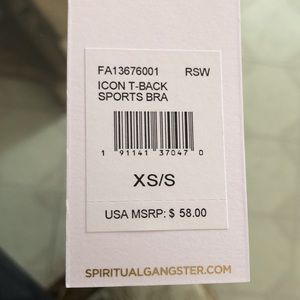 FA13676001 RSW
ICON T-BACK
SPORTS BRA
1 91141 37047 0
XS/S
USA MSRP: $ 58.00
SPIRITUALGANGSTER.COM